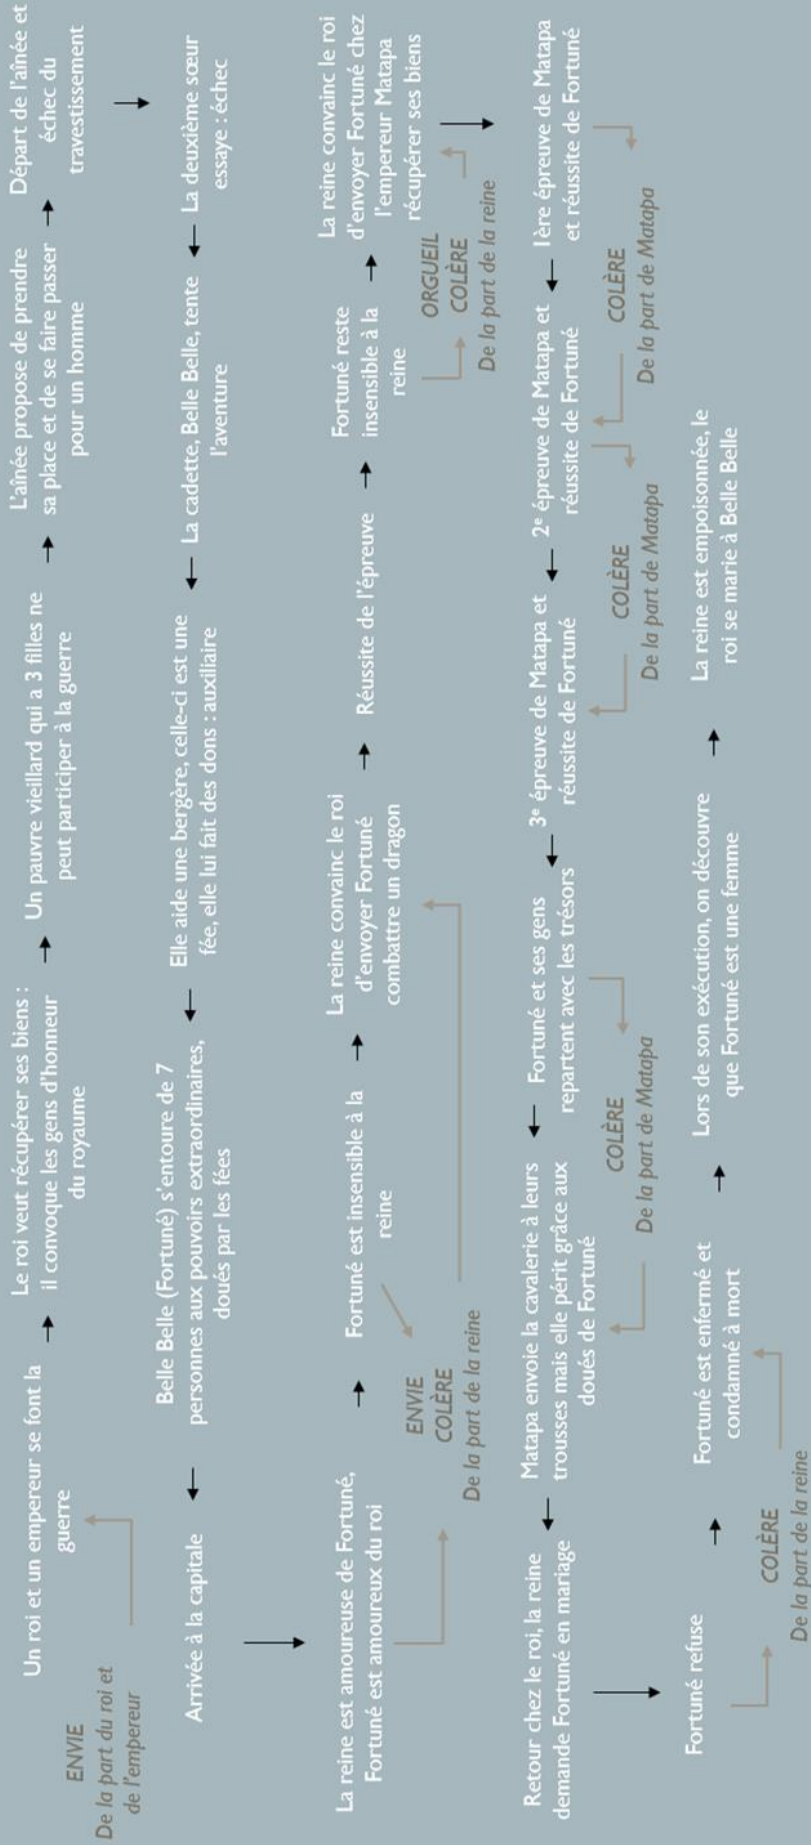 Un roi et un empereur se font la
guerre
ENVIE
De la part du roi et
de l'empereur
Le roi veut récupérer ses biens :
il convoque les gens d'honneur
du royaume
Un pauvre vieillard qui a 3 filles ne
peut participer à la guerre
L'aînée propose de prendre
sa place et de se faire passer
pour un homme
Départ de l'aînée et
échec du
travestissement
La deuxième sœur
essaye : échec
La cadette, Belle Belle, tente
l'aventure
Elle aide une bergère, celle-ci est une
fée, elle lui fait des dons : auxiliaire
Belle Belle (Fortuné) s'entoure de 7
personnes aux pouvoirs extraordinaires,
doués par les fées
Arrivée à la capitale
La reine est amoureuse de Fortuné,
Fortuné est amoureux du roi
Fortuné est insensible à la
reine
ENVIE
COLÈRE
De la part de la reine
La reine convainc le roi
d'envoyer Fortuné
combattre un dragon
Réussite de l'épreuve
Fortuné reste
insensible à la
reine
ORGUEIL
COLÈRE
De la part de la reine
La reine convainc le roi
d'envoyer Fortuné chez
l'empereur Matapa
récupérer ses biens
1ère épreuve de Matapa
et réussite de Fortuné
COLÈRE
De la part de Matapa
2e épreuve de Matapa et
réussite de Fortuné
COLÈRE
De la part de Matapa
3e épreuve de Matapa et
réussite de Fortuné
Fortuné et ses gens
repartent avec les trésors
COLÈRE
De la part de Matapa
Matapa envoie la cavalerie à leurs
trousses mais elle périt grâce aux
doués de Fortuné
Retour chez le roi, la reine
demande Fortuné en mariage
Fortuné refuse
COLÈRE
De la part de la reine
Fortuné est enfermé et
condamné à mort
Lors de son exécution, on découvre
que Fortuné est une femme
La reine est empoisonnée, le
roi se marie à Belle Belle